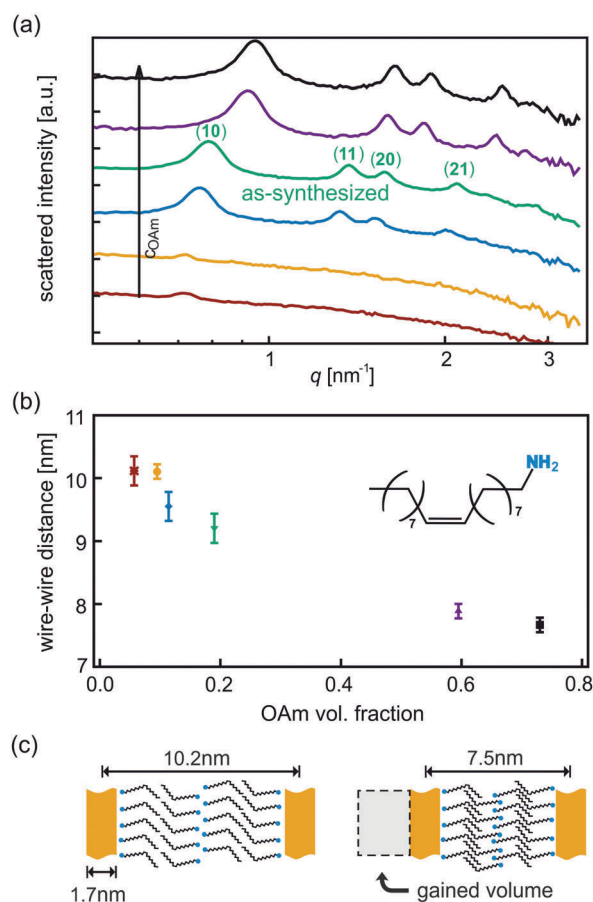 (a)
scattered intensity [a.u.]
cOAm
(10)
(11)
(20)
(21)
as-synthesized
1
2
3
q [nm-1]
(b)
wire-wire distance [nm]
11
10
9
8
7
NH2
7
7
0.0
0.2
0.4
0.6
0.8
OAm vol. fraction
(c)
10.2nm
7.5nm
1.7nm
gained volume